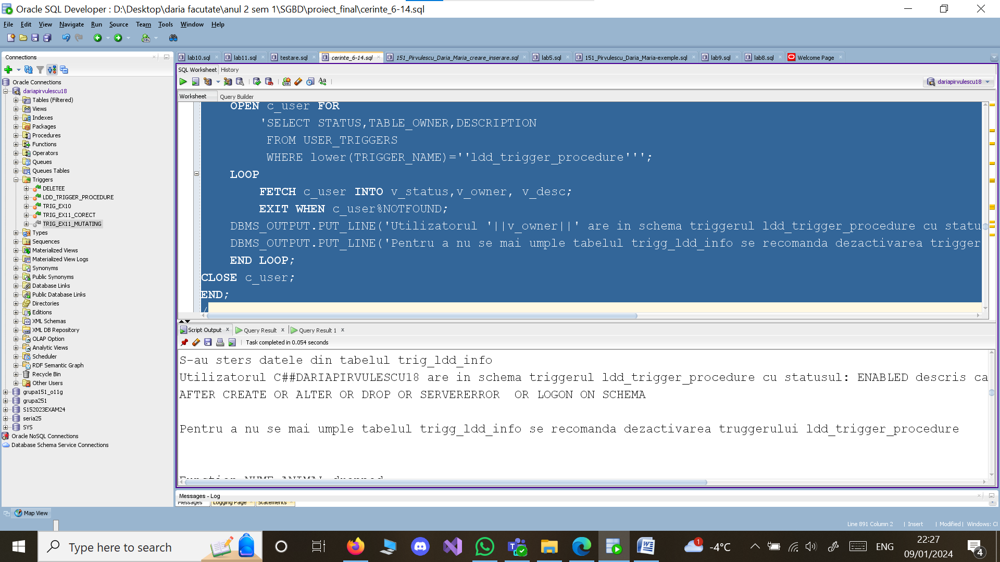 Oracle SQL Developer : D:\Desktop\daria facutate\anul 2 sem 1\SGBD\proiect_final\cerinte_6-14.sql
File Edit View Navigate Run Source Team Tools Window Help
Connections
lab10.sql lab11.sql testare.sql cerinte_6-14.sql 151_Pirvulescu_Daria_Maria_creare_inserare.sql lab5.sql 151_Pirvulescu_Daria_Maria-exemple.sql lab9.sql lab8.sql Welcome Page
SQL Worksheet History
dariapirvulescu18
Worksheet Query Builder
Oracle Connections
dariapirvulescu18
Tables (Filtered)
Views
Indexes
Packages
Procedures
Functions
Operators
Queues
Queues Tables
Triggers
DELETEE
LDD_TRIGGER_PROCEDURE
TRIG_EX10
TRIG_EX11_CORECT
TRIG_EX11_MUTATING
Types
Sequences
Materialized Views
Materialized View Logs
Synonyms
Public Synonyms
Database Links
Public Database Links
Directories
Editions
XML Schemas
XML DB Repository
OLAP Option
Analytic Views
Scheduler
RDF Semantic Graph
Recycle Bin
Other Users
grupa151_o11g
grupa251
S152023EXAM24
seria25
SYS
Oracle NoSQL Connections
Database Schema Service Connections
OPEN c_user FOR
'SELECT STATUS,TABLE_OWNER,DESCRIPTION
FROM USER_TRIGGERS
WHERE lower(TRIGGER_NAME)=''ldd_trigger_procedure''';
LOOP
FETCH c_user INTO v_status,v_owner, v_desc;
EXIT WHEN c_user%NOTFOUND;
DBMS_OUTPUT.PUT_LINE('Utilizatorul '||v_owner||' are in schema triggerul ldd_trigger_procedure cu statu
DBMS_OUTPUT.PUT_LINE('Pentru a nu se mai umple tabelul trigg_ldd_info se recomanda dezactivarea trigger
END LOOP;
CLOSE c_user;
END;
/
Script Output Query Result Query Result 1
Task completed in 0.054 seconds
S-au sters datele din tabelul trig_ldd_info
Utilizatorul C##DARIAPIRVULESCU18 are in schema triggerul ldd_trigger_procedure cu statusul: ENABLED descris ca
AFTER CREATE OR ALTER OR DROP OR SERVERERROR  OR LOGON ON SCHEMA
Pentru a nu se mai umple tabelul trigg_ldd_info se recomanda dezactivarea truggerului ldd_trigger_procedure
Function NUME_ANIMAL dropped
Messages - Log
Messages Logging Page Statements
Map View
Line 891 Column 2 | Insert | Modified | Windows: Cl
Type here to search
1 -4°C ENG 22:27
09/01/2024
4